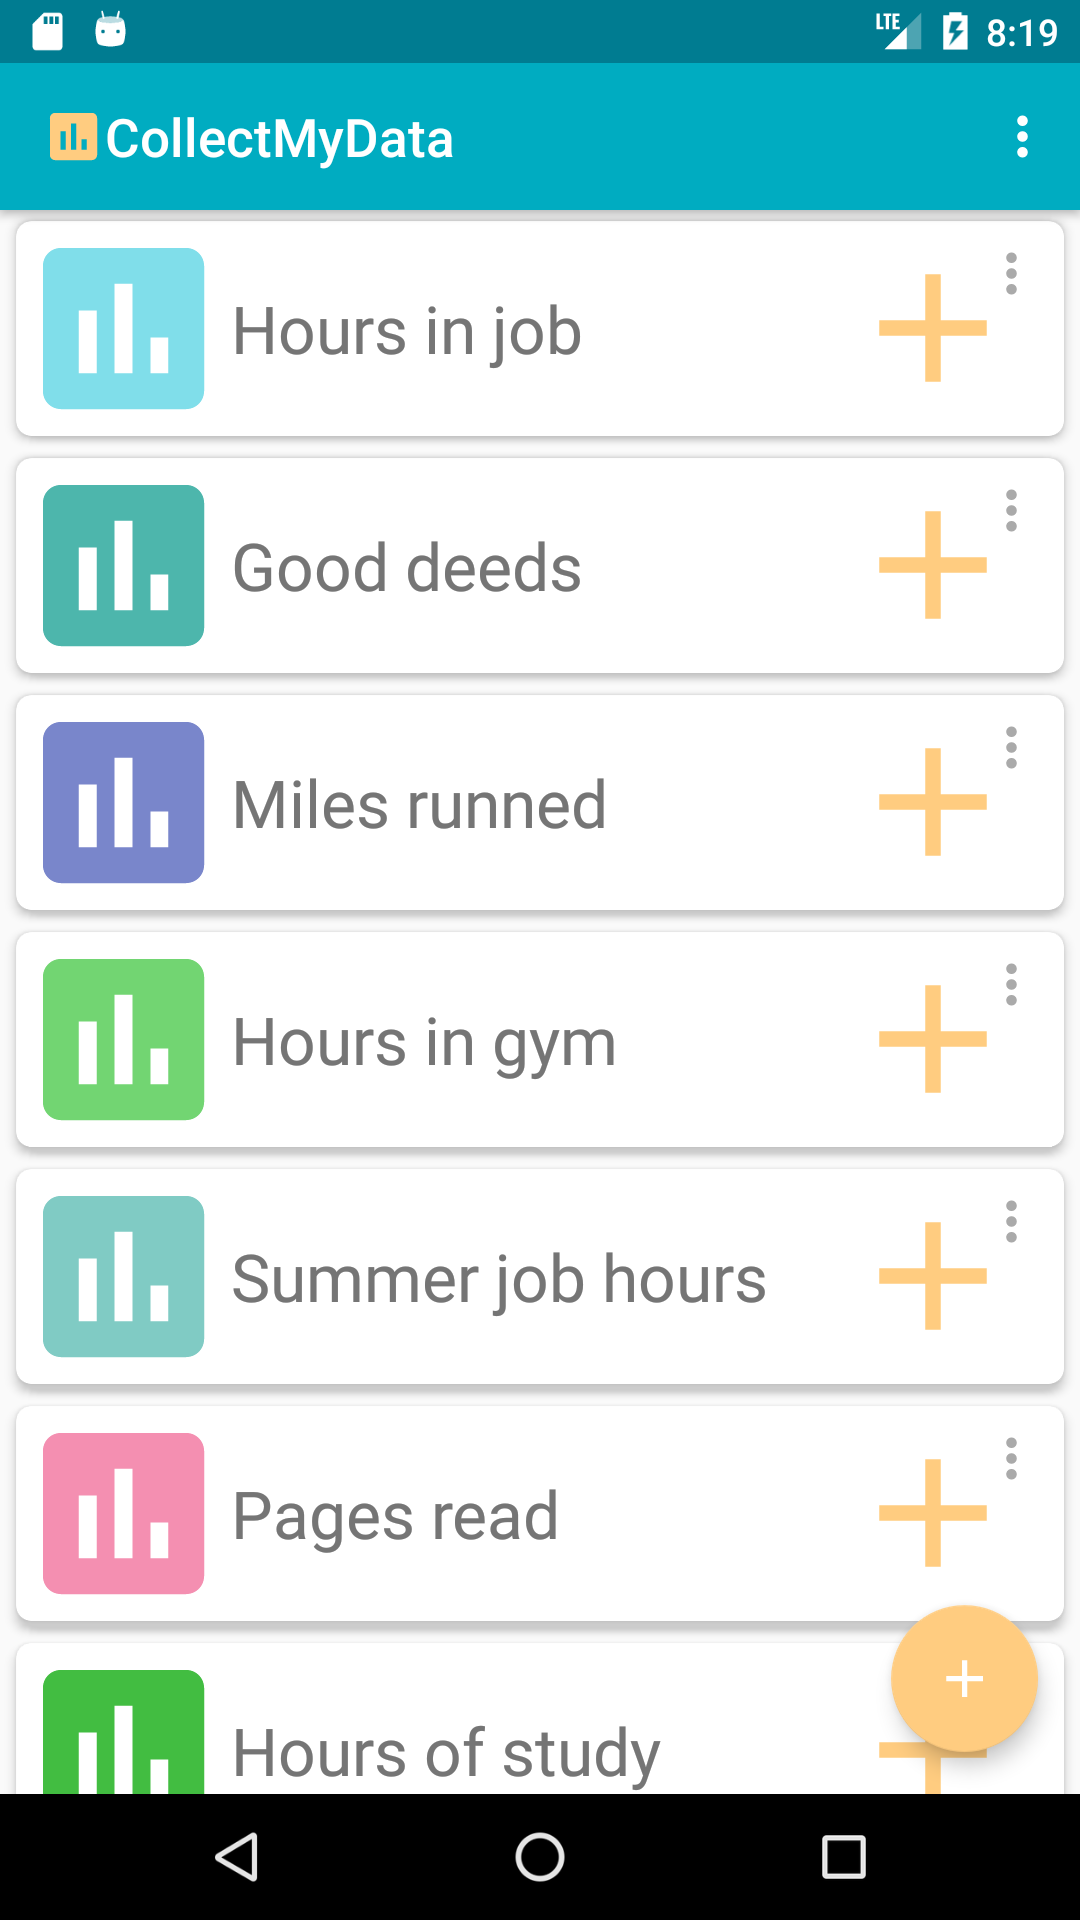 LTE 8:19
CollectMyData
Hours in job
Good deeds
Miles runned
Hours in gym
Summer job hours
Pages read
Hours of study